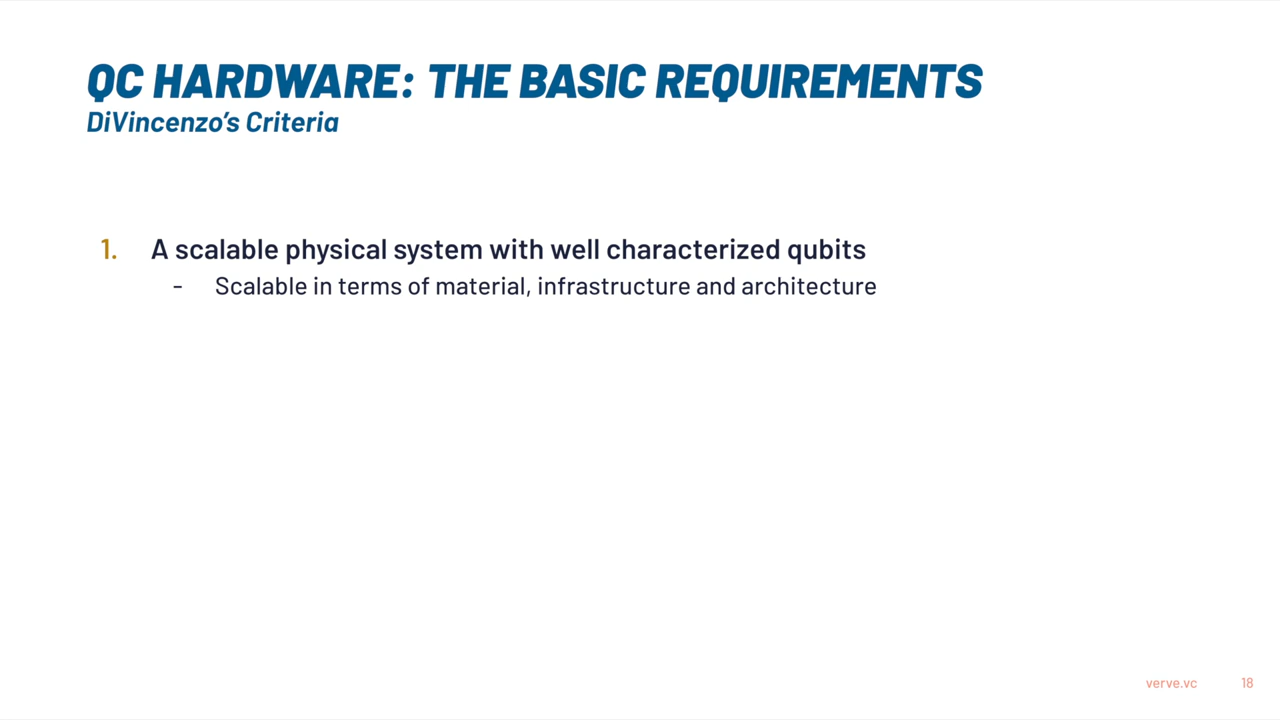 QC HARDWARE: THE BASIC REQUIREMENTS
DiVincenzo’s Criteria
1. A scalable physical system with well characterized qubits
- Scalable in terms of material, infrastructure and architecture
verve.vc 18